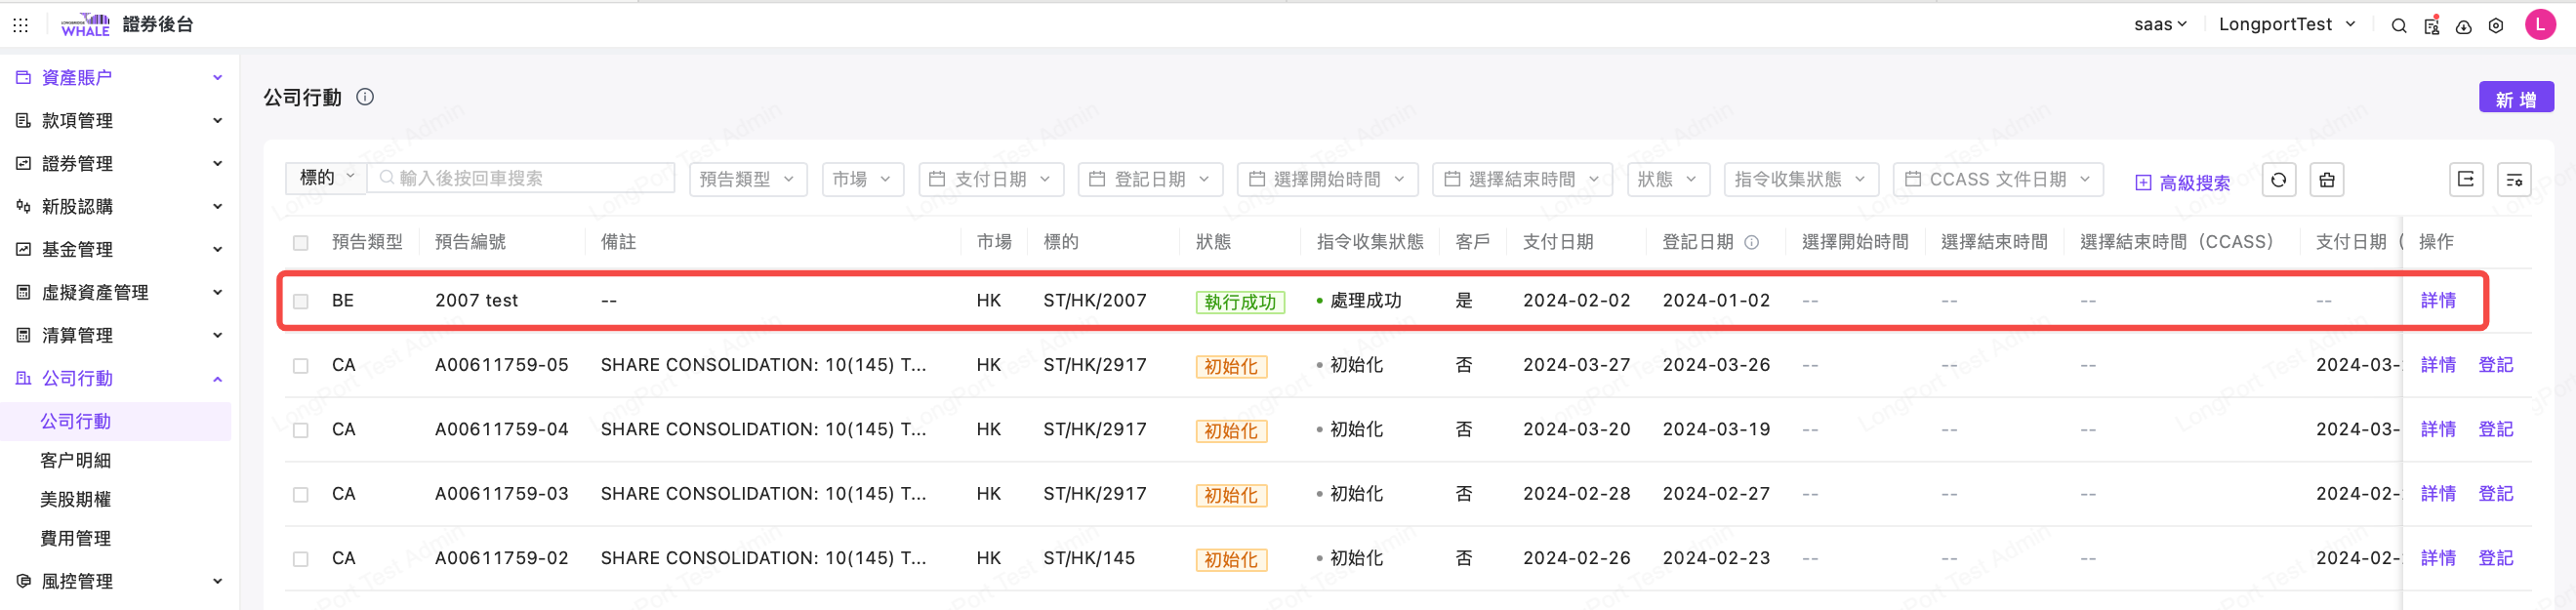 LONGBRIDGE WHALE 證券後台 saas LongportTest L
資產賬户
款項管理
證券管理
新股認購
基金管理
虛擬資產管理
清算管理
公司行動
公司行動
客户明細
美股期權
費用管理
風控管理
公司行動
新 增
標的 輸入後按回車搜索 預告類型 市場 支付日期 登記日期 選擇開始時間 選擇結束時間 狀態 指令收集狀態 CCASS 文件日期 高級搜索
預告類型 預告編號 備註 市場 標的 狀態 指令收集狀態 客戶 支付日期 登記日期 選擇開始時間 選擇結束時間 選擇結束時間（CCASS） 支付日期（ 操作
BE 2007 test -- HK ST/HK/2007 執行成功 處理成功 是 2024-02-02 2024-01-02 -- -- -- -- 詳情
CA A00611759-05 SHARE CONSOLIDATION: 10(145) T... HK ST/HK/2917 初始化 初始化 否 2024-03-27 2024-03-26 -- -- -- 2024-03- 詳情 登記
CA A00611759-04 SHARE CONSOLIDATION: 10(145) T... HK ST/HK/2917 初始化 初始化 否 2024-03-20 2024-03-19 -- -- -- 2024-03- 詳情 登記
CA A00611759-03 SHARE CONSOLIDATION: 10(145) T... HK ST/HK/2917 初始化 初始化 否 2024-02-28 2024-02-27 -- -- -- 2024-02- 詳情 登記
CA A00611759-02 SHARE CONSOLIDATION: 10(145) T... HK ST/HK/145 初始化 初始化 否 2024-02-26 2024-02-23 -- -- -- 2024-02- 詳情 登記
LongPort Test Admin